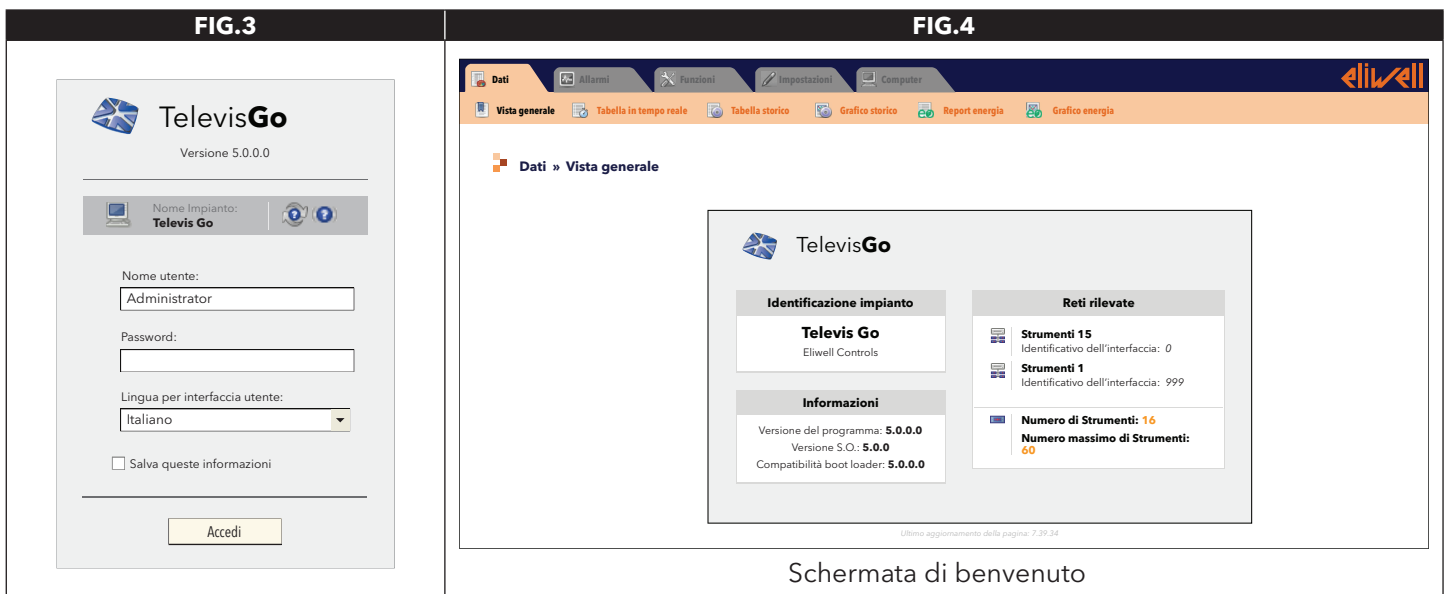 FIG.3
TelevisGo
Versione 5.0.0.0
Nome Impianto:
Televis Go
Nome utente:
Administrator
Password:
Lingua per interfaccia utente:
Italiano
Salva queste informazioni
Accedi
FIG.4
Dati Allarmi Funzioni Impostazioni Computer
eliwell
Vista generale Tabella in tempo reale Tabella storico Grafico storico Report energia Grafico energia
Dati » Vista generale
TelevisGo
Identificazione impianto
Televis Go
Eliwell Controls
Informazioni
Versione del programma: 5.0.0.0
Versione S.O.: 5.0.0
Compatibilità boot loader: 5.0.0.0
Reti rilevate
Strumenti 15
Identificativo dell'interfaccia: 0
Strumenti 1
Identificativo dell'interfaccia: 999
Numero di Strumenti: 16
Numero massimo di Strumenti:
60
Ultimo aggiornamento della pagina: 7.39.34
Schermata di benvenuto